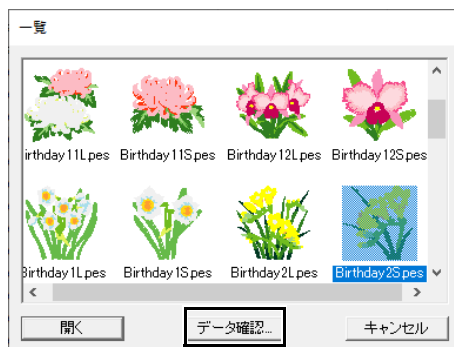 一覧
irthday11L.pes Birthday11S.pes Birthday12L.pes Birthday12S.pes
Birthday1L.pes Birthday1S.pes Birthday2L.pes Birthday2S.pes
開く データ確認... キャンセル